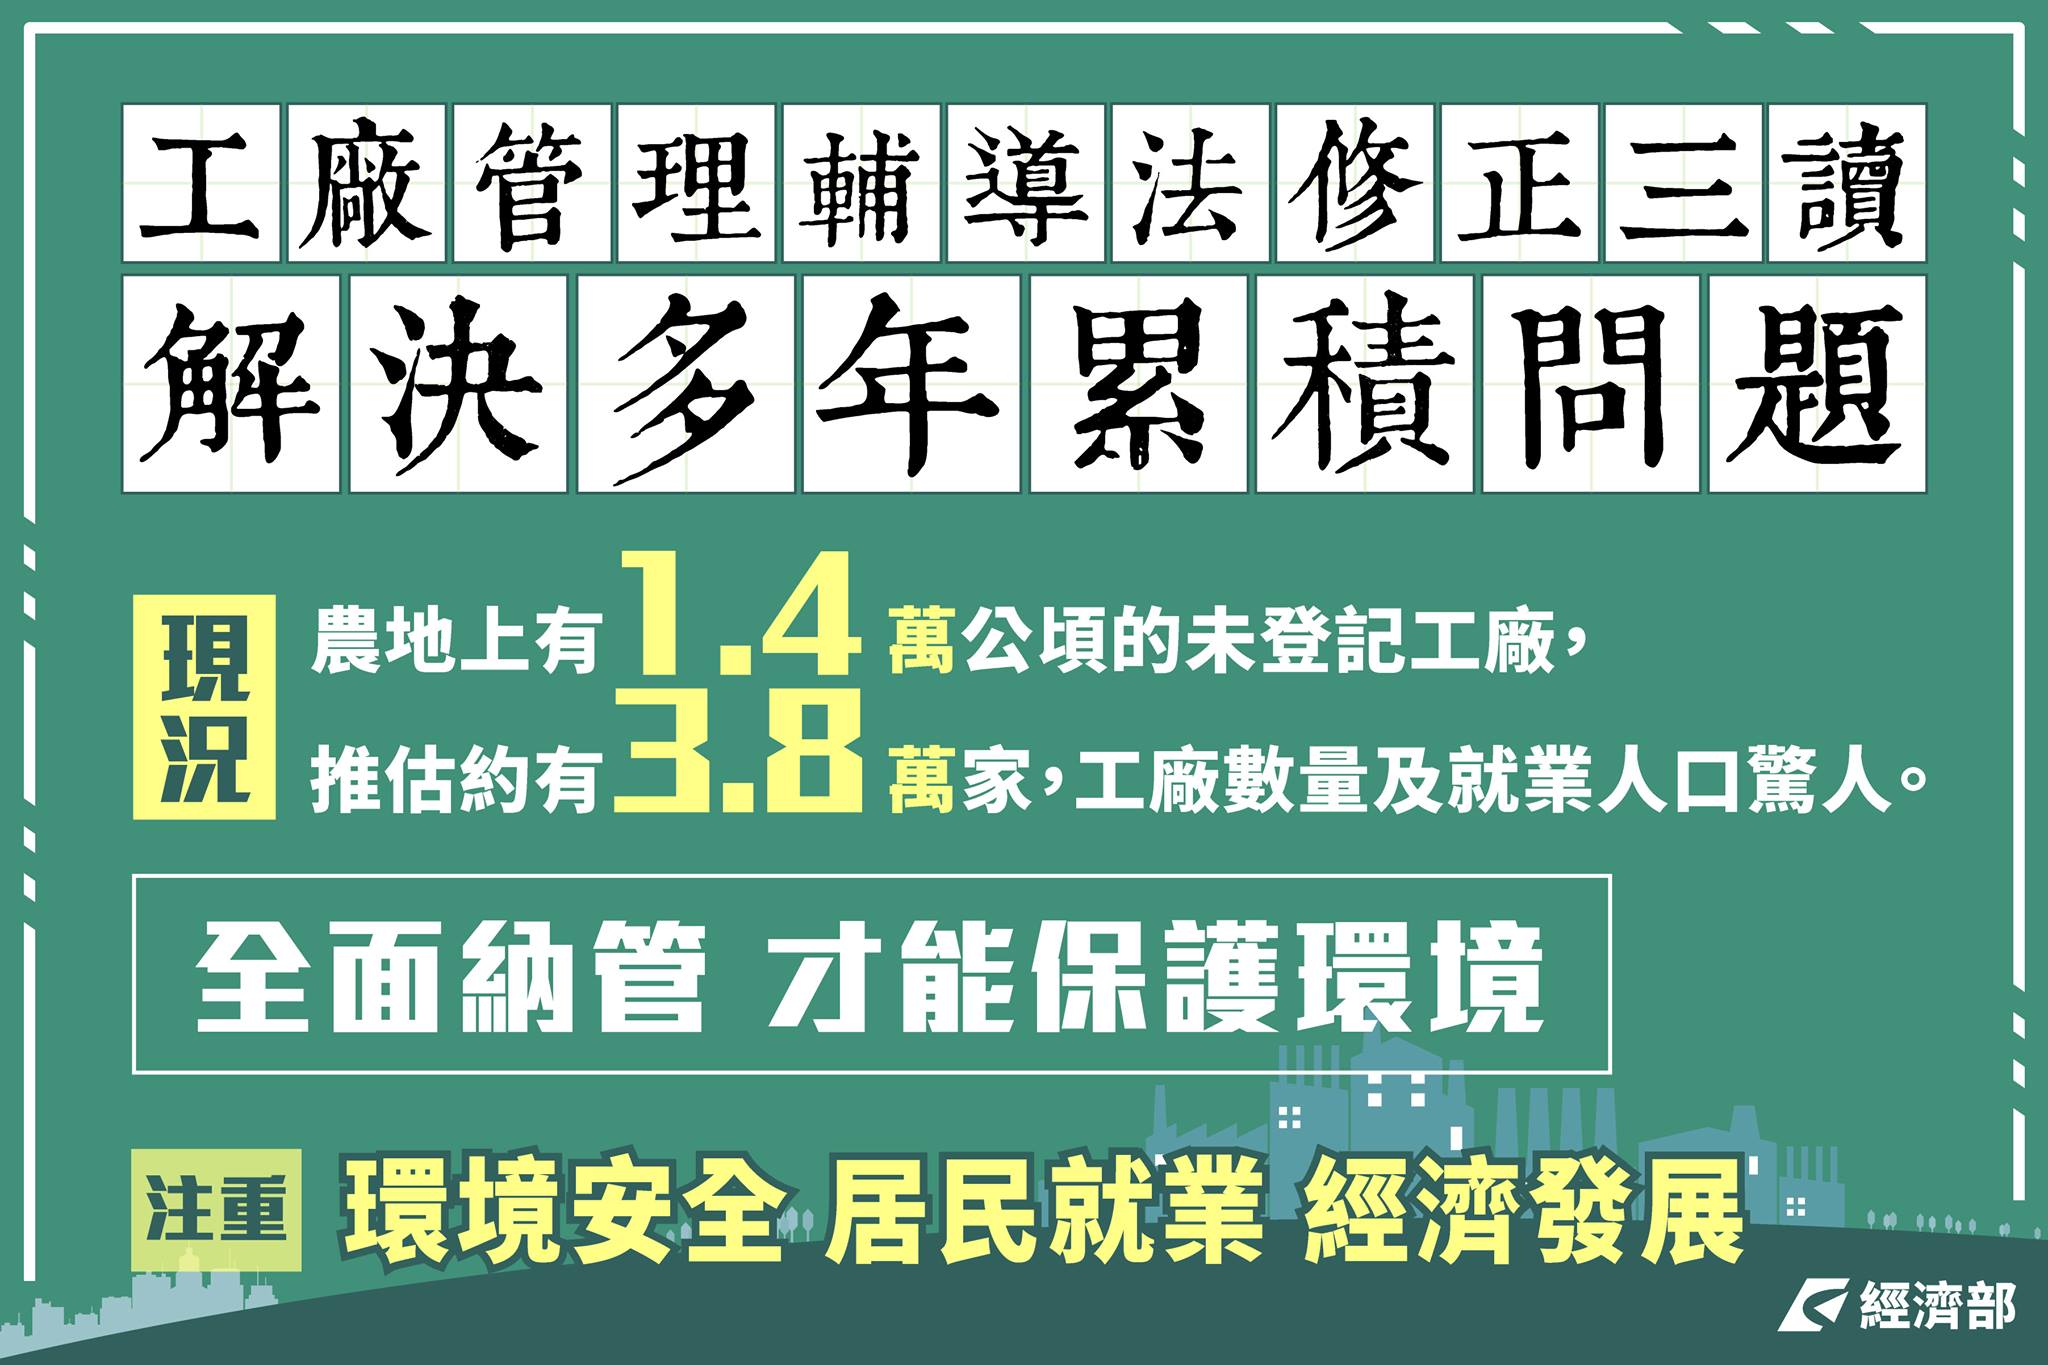 工廠管理輔導法修正三讀
解決多年累積問題
現況
農地上有1.4萬公頃的未登記工廠，
推估約有3.8萬家，工廠數量及就業人口驚人。
全面納管 才能保護環境
注重
環境安全 居民就業 經濟發展
經濟部